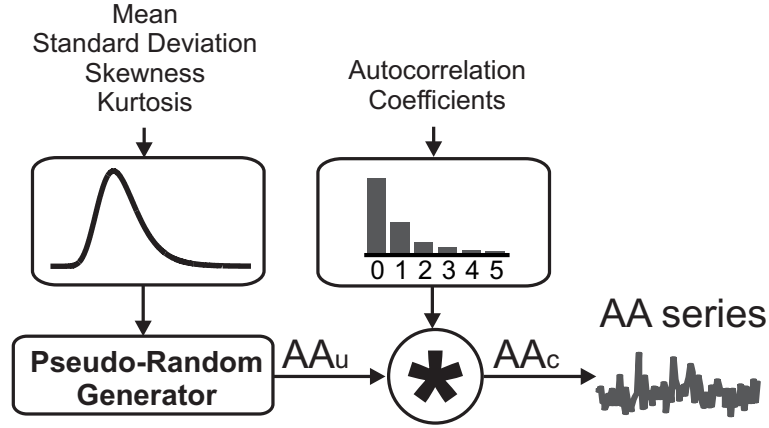 Mean
Standard Deviation
Skewness
Kurtosis
Autocorrelation
Coefficients
0 1 2 3 4 5
AA series
Pseudo-Random
Generator
AAu
*
AAc